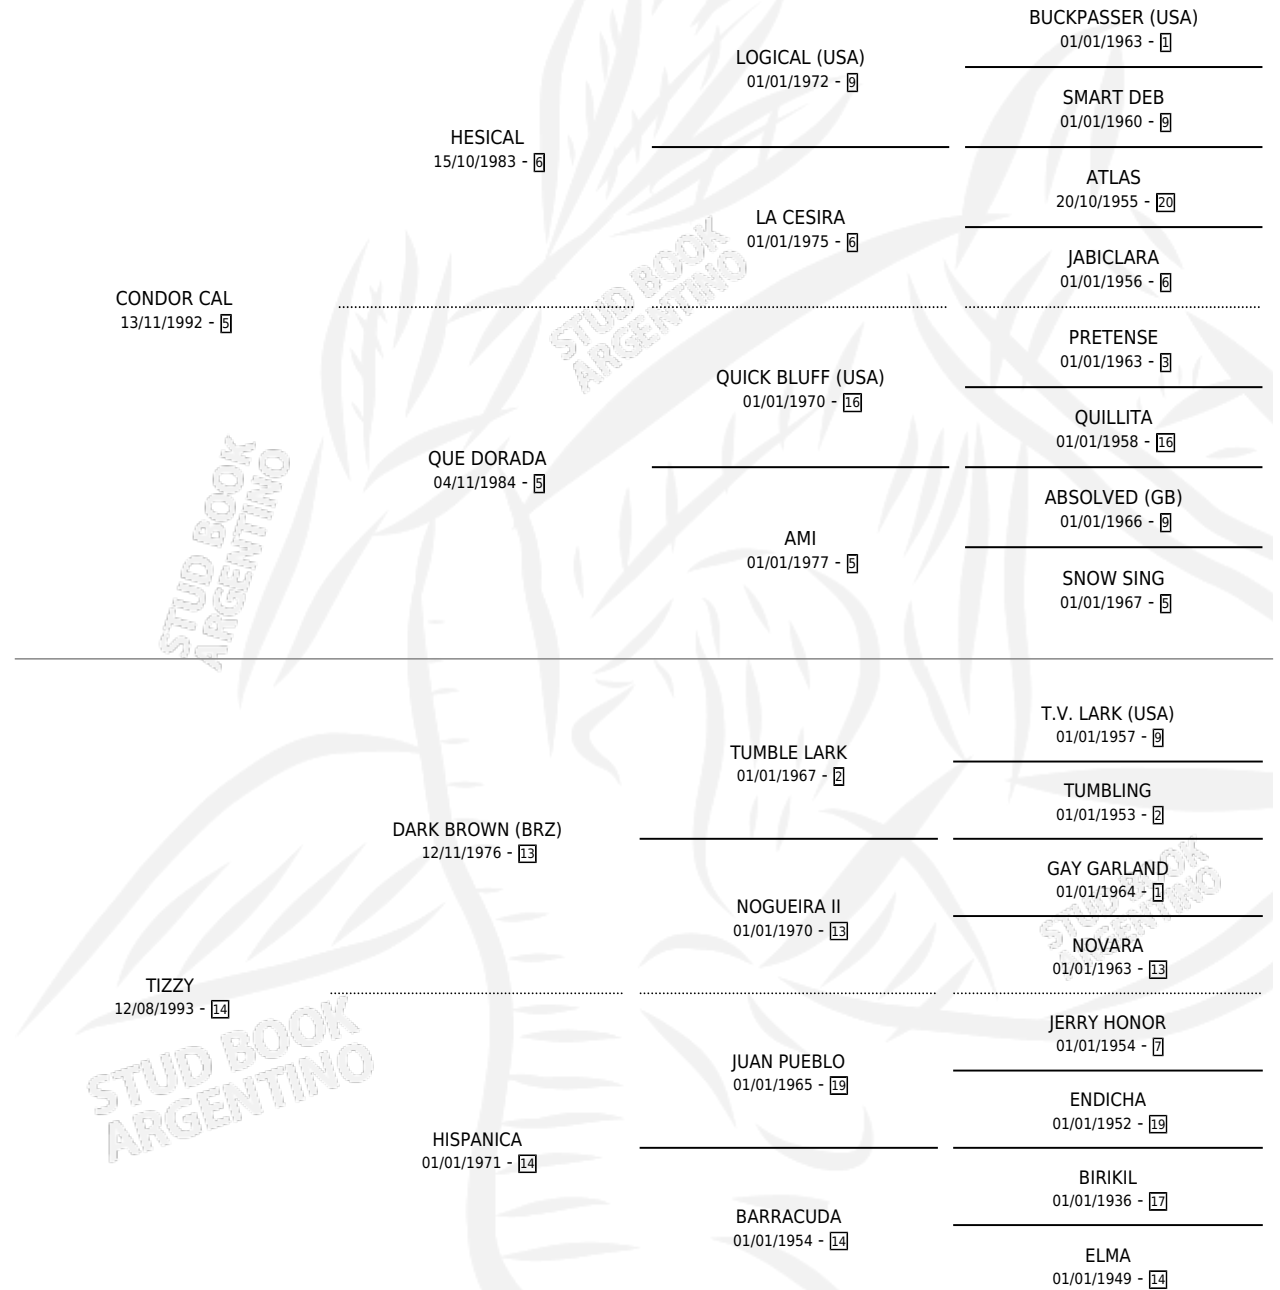 BUCKPASSER (USA)
01/01/1963 - 1
LOGICAL (USA)
01/01/1972 - 9
SMART DEB
01/01/1960 - 9
HESICAL
15/10/1983 - 6
ATLAS
20/10/1955 - 20
LA CESIRA
01/01/1975 - 6
JABICLARA
01/01/1956 - 6
CONDOR CAL
13/11/1992 - 5
PRETENSE
01/01/1963 - 3
QUICK BLUFF (USA)
01/01/1970 - 16
QUILLITA
01/01/1958 - 16
QUE DORADA
04/11/1984 - 5
ABSOLVED (GB)
01/01/1966 - 9
AMI
01/01/1977 - 5
SNOW SING
01/01/1967 - 5
STUD BOOK
ARGENTINO
STUD BOOK
ARGENTINO
T.V. LARK (USA)
01/01/1957 - 9
TUMBLE LARK
01/01/1967 - 2
TUMBLING
01/01/1953 - 2
DARK BROWN (BRZ)
12/11/1976 - 13
GAY GARLAND
01/01/1964 - 1
NOGUEIRA II
01/01/1970 - 13
NOVARA
01/01/1963 - 13
TIZZY
12/08/1993 - 14
JERRY HONOR
01/01/1954 - 7
JUAN PUEBLO
01/01/1965 - 19
ENDICHA
01/01/1952 - 19
HISPANICA
01/01/1971 - 14
BIRIKIL
01/01/1936 - 17
BARRACUDA
01/01/1954 - 14
ELMA
01/01/1949 - 14
STUD BOOK
ARGENTINO
STUD BOOK
ARGENTINO